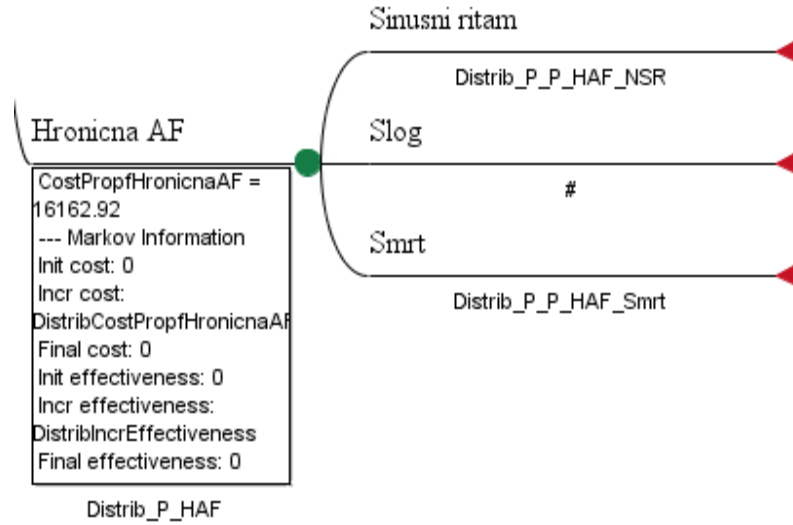 Sinusni ritam
Distrib_P_P_HAF_NSR
Hronicna AF
Slog
CostPropfHronicnaAF =
16162.92
--- Markov Information
Init cost: 0
Incr cost:
DistribCostPropfHronicnaAF
Final cost: 0
Init effectiveness: 0
Incr effectiveness:
DistribIncrEffectiveness
Final effectiveness: 0
#
Smrt
Distrib_P_P_HAF_Smrt
Distrib_P_HAF